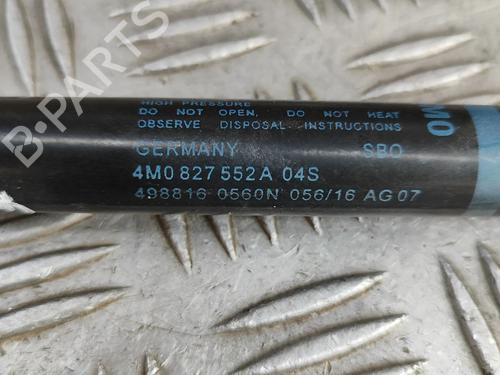 HIGH PRESSURE
DO NOT OPEN, DO NOT HEAT
OBSERVE DISPOSAL INSTRUCTIONS
GERMANY SBO
4M0 827 552 A 04S
498816 0560N 056/16 AG 07
M0
B-PARTS